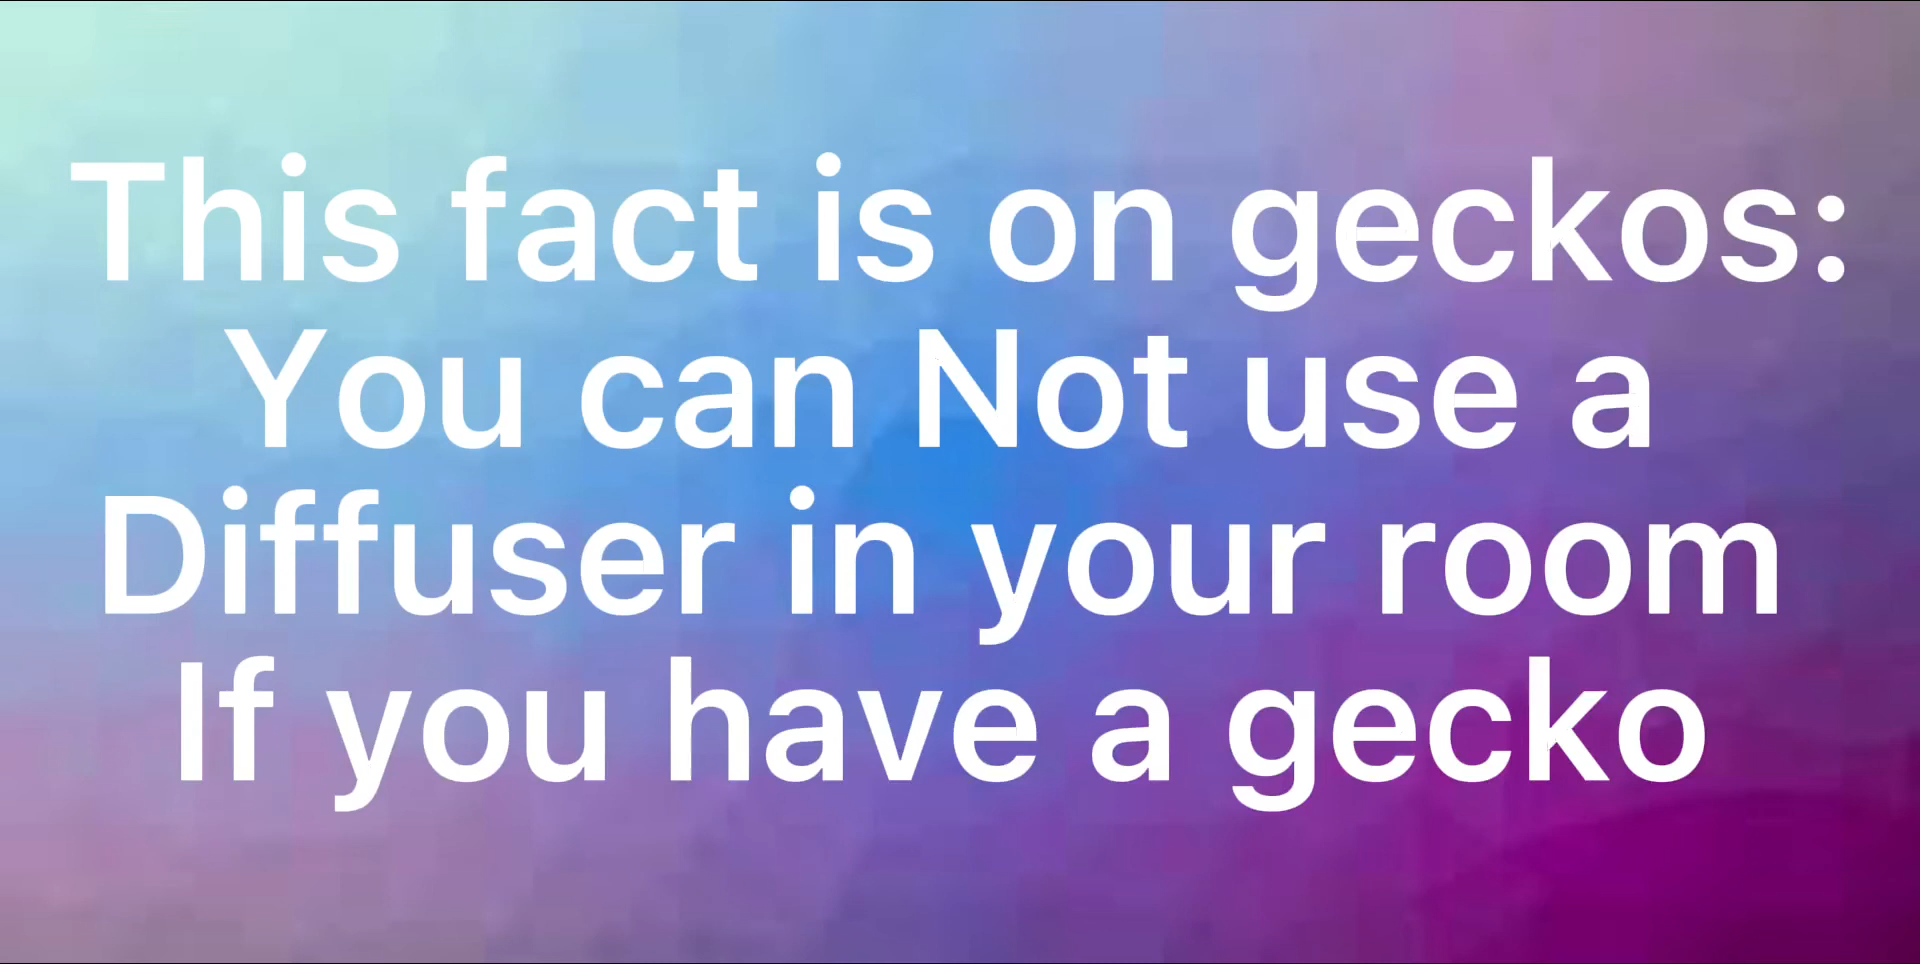 This fact is on geckos:
You can Not use a
Diffuser in your room
If you have a gecko